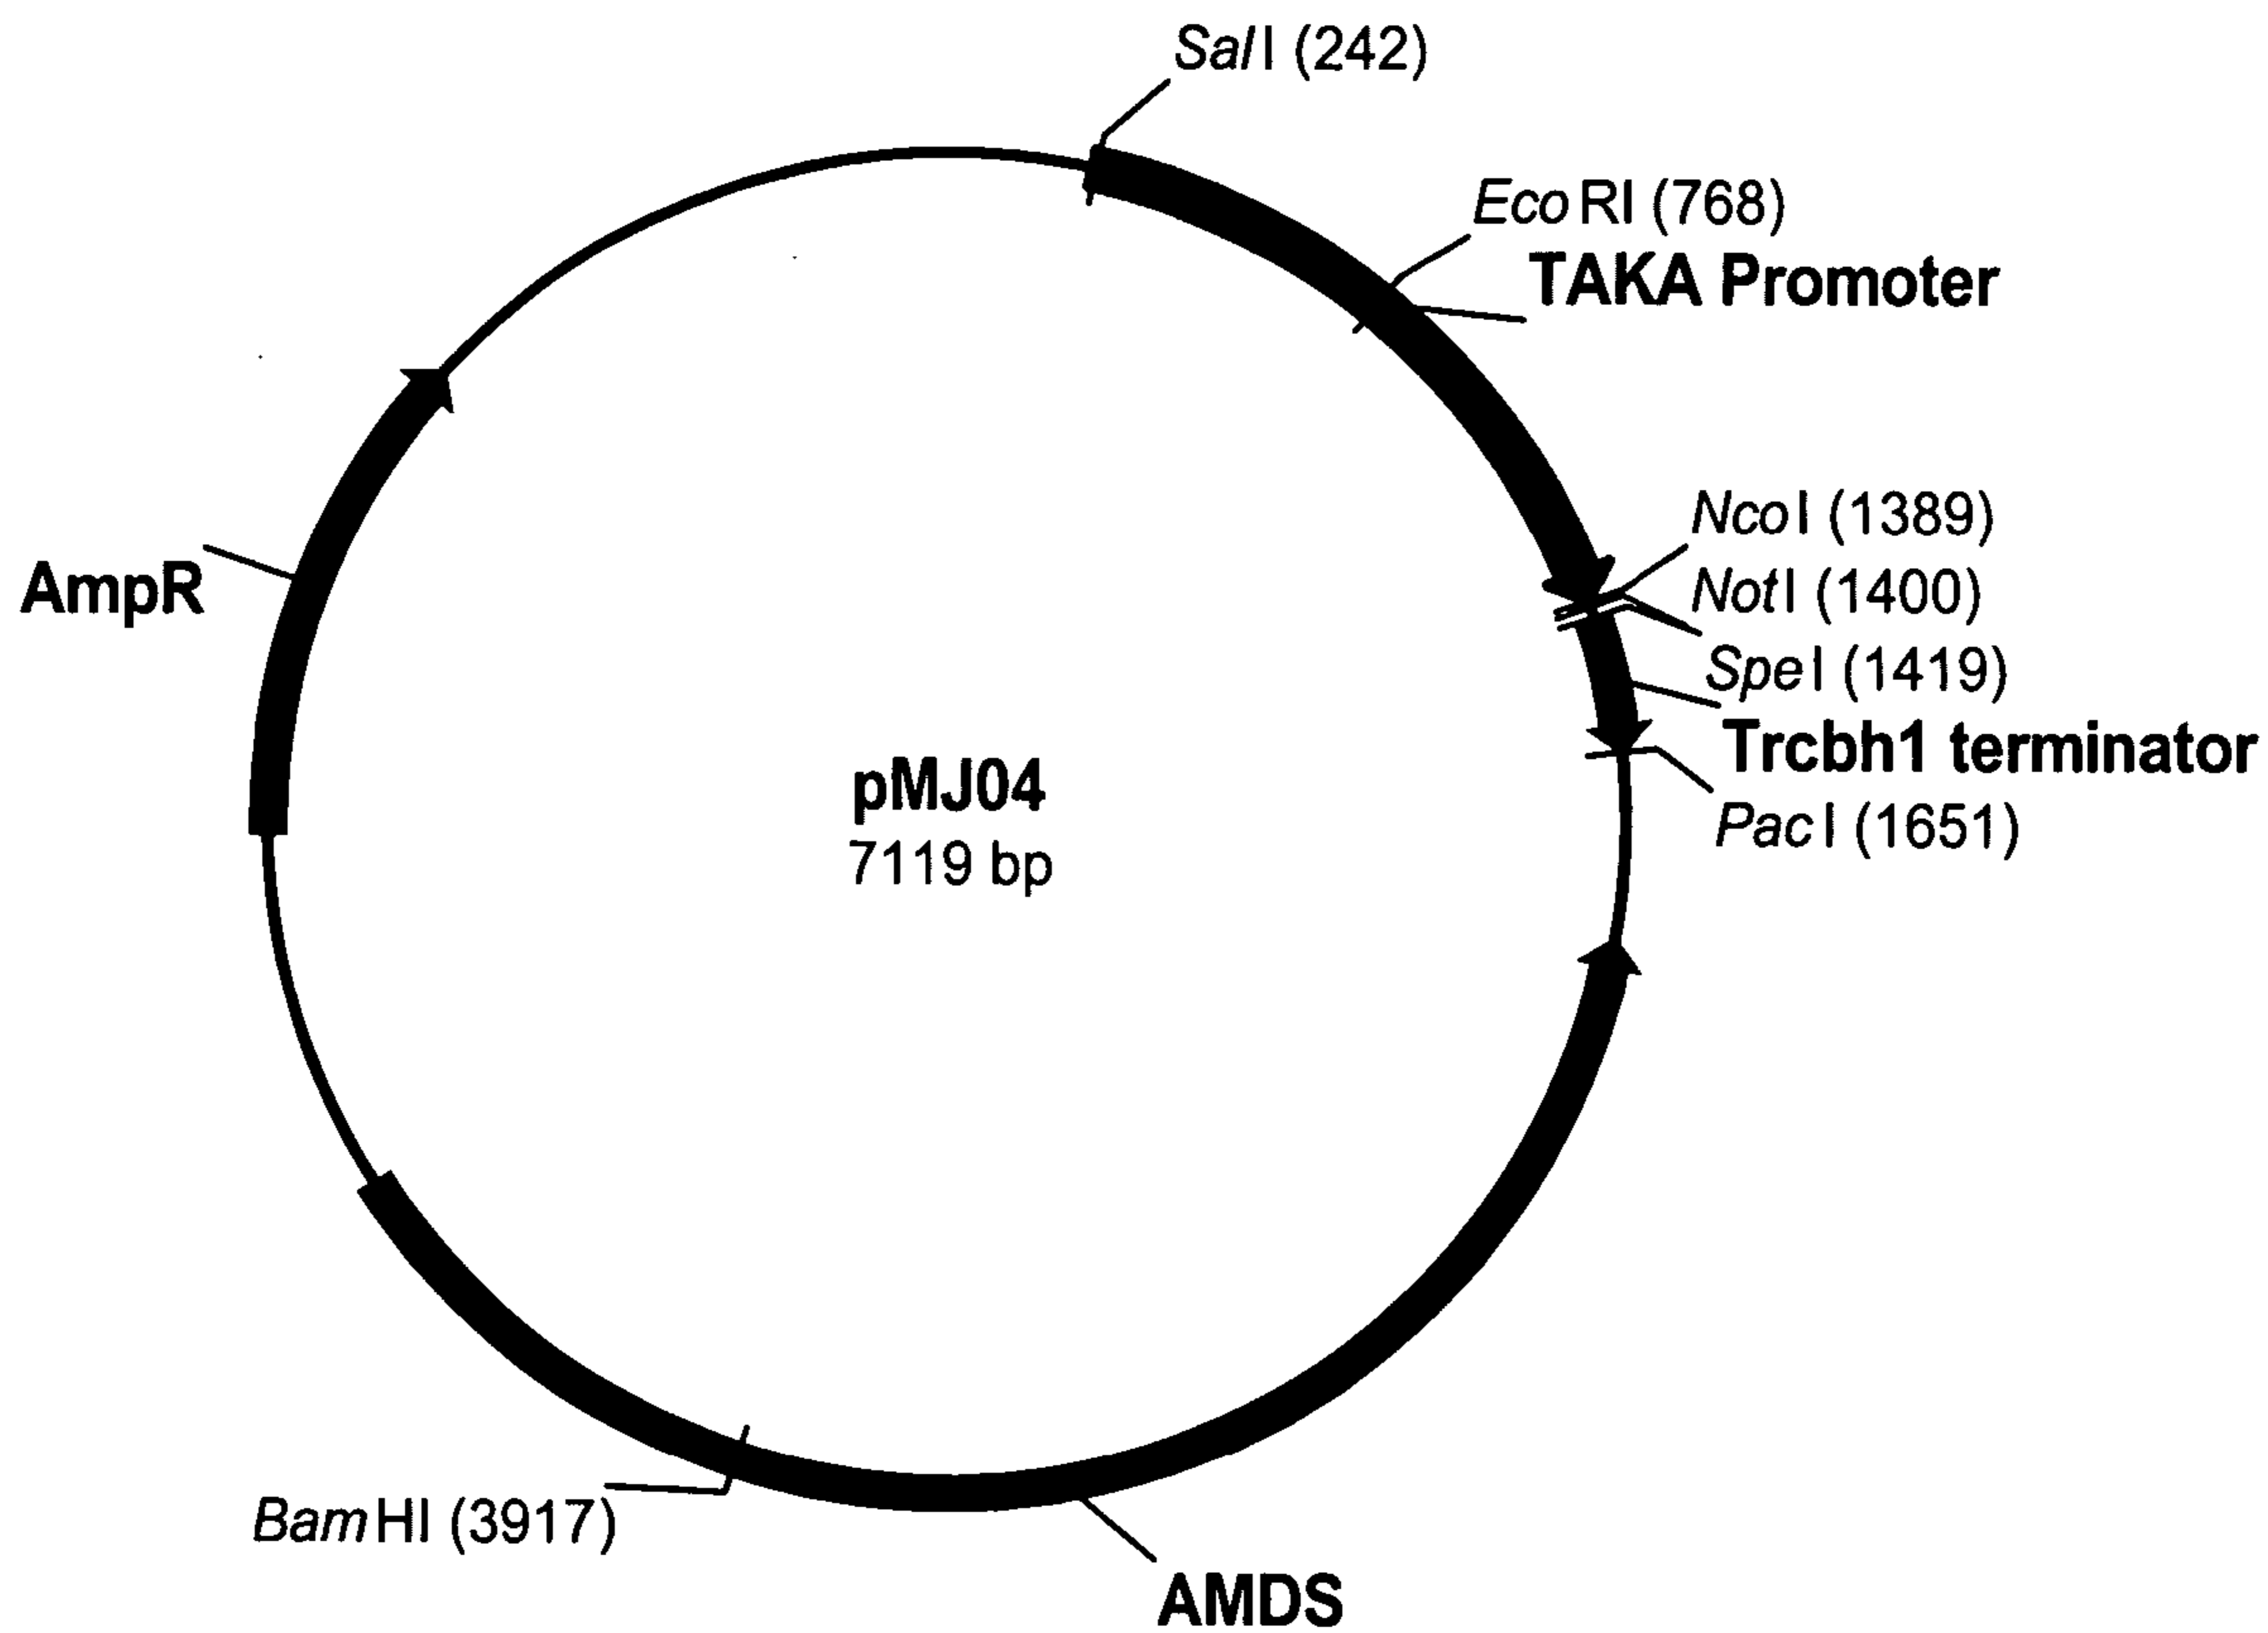 SalI (242)
EcoRI (768)
TAKA Promoter
NcoI (1389)
NotI (1400)
SpeI (1419)
Trcbh1 terminator
PacI (1651)
AmpR
pMJ04
7119 bp
BamHI (3917)
AMDS